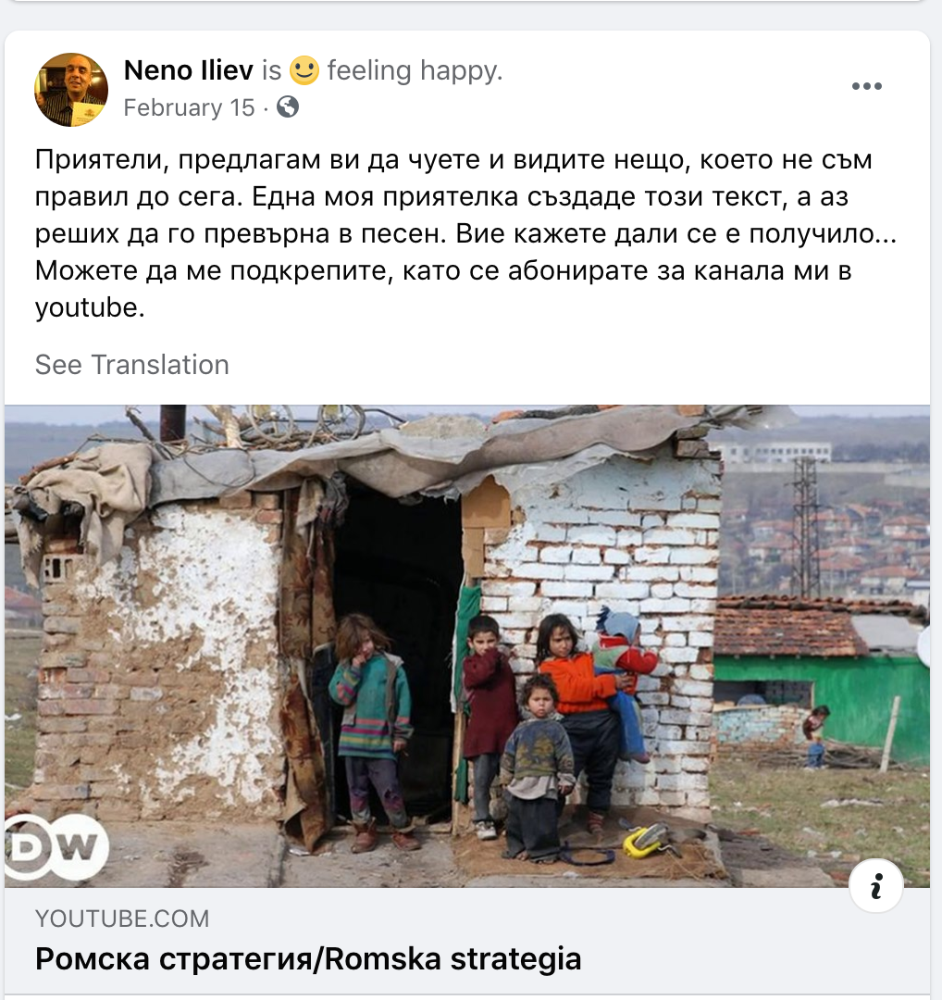 Neno Iliev is feeling happy.
February 15 ·
Приятели, предлагам ви да чуете и видите нещо, което не съм
правил до сега. Една моя приятелка създаде този текст, а аз
реших да го превърна в песен. Вие кажете дали се е получило...
Можете да ме подкрепите, като се абонирате за канала ми в
youtube.
See Translation
DW
YOUTUBE.COM
Ромска стратегия/Romska strategia